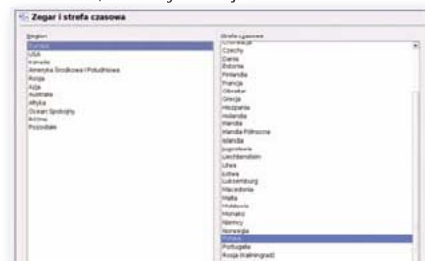 Zegar i strefa czasowa
Region
Europa
USA
Kanada
Ameryka Środkowa i Południowa
Rosja
Azja
Australia
Afryka
Ocean Spokojny
Pozostałe
Strefa czasowa
Chorwacja
Czechy
Dania
Estonia
Finlandia
Francja
Gibraltar
Grecja
Hiszpania
Holandia
Irlandia
Irlandia Północna
Islandia
Jugosławia
Liechtenstein
Litwa
Łotwa
Luksemburg
Macedonia
Malta
Mołdawia
Monako
Niemcy
Norwegia
Polska
Portugalia
Rosja (Kaliningrad)